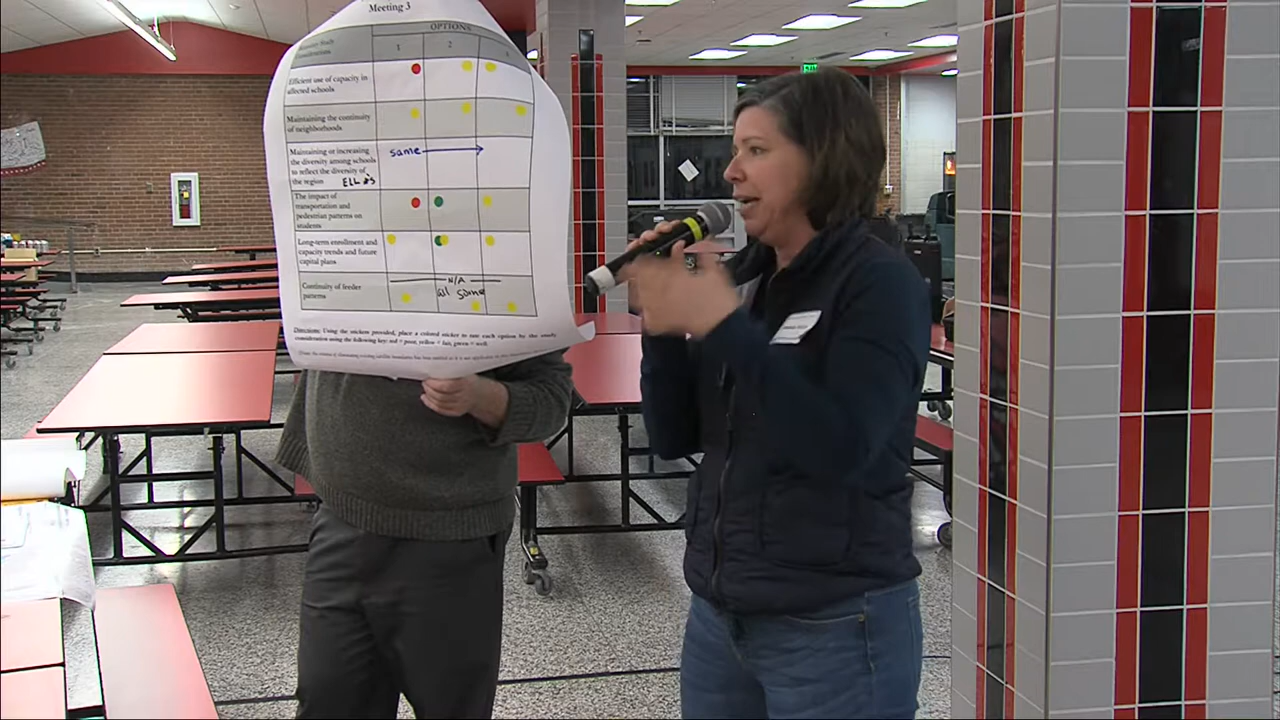 Meeting 3
OPTIONS
1 2
Efficient use of capacity in
affected schools
Maintaining the continuity
of neighborhoods
Maintaining or increasing
the diversity among schools
to reflect the diversity of
the region ELL
same
The impact of
transportation and
pedestrian patterns on
students
Long-term enrollment and
capacity trends and future
capital plans
N/A
Continuity of feeder
patterns
all same
Directions: Using the stickers provided, place a colored sticker to rate each option by the study
consideration using the following key: red = poor, yellow = fair, green = well